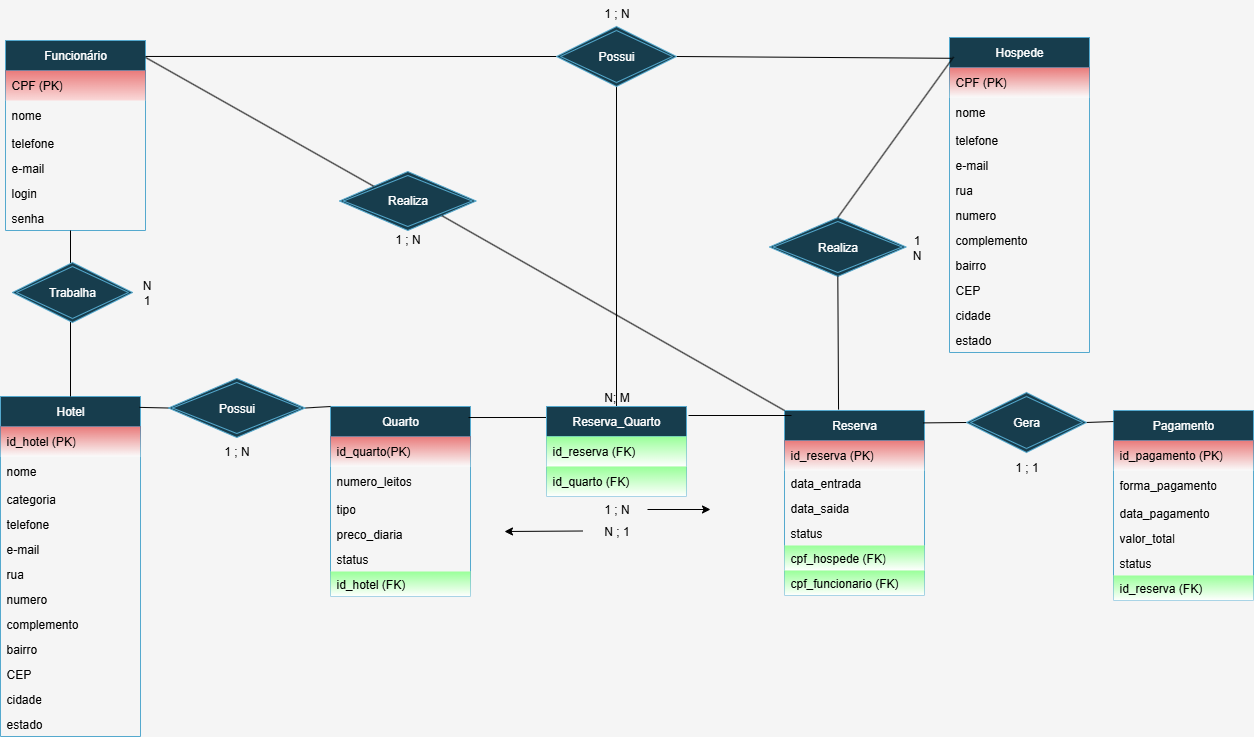 1 ; N
Possui
Funcionário
CPF (PK)
nome
telefone
e-mail
login
senha
Hospede
CPF (PK)
nome
telefone
e-mail
rua
numero
complemento
bairro
CEP
cidade
estado
Realiza
1 ; N
Realiza
1
N
Trabalha
N
1
Hotel
id_hotel (PK)
nome
categoria
telefone
e-mail
rua
numero
complemento
bairro
CEP
cidade
estado
Possui
1 ; N
Quarto
id_quarto(PK)
numero_leitos
tipo
preco_diaria
status
id_hotel (FK)
N; M
Reserva_Quarto
id_reserva (FK)
id_quarto (FK)
1 ; N
N ; 1
Reserva
id_reserva (PK)
data_entrada
data_saida
status
cpf_hospede (FK)
cpf_funcionario (FK)
Gera
1 ; 1
Pagamento
id_pagamento (PK)
forma_pagamento
data_pagamento
valor_total
status
id_reserva (FK)